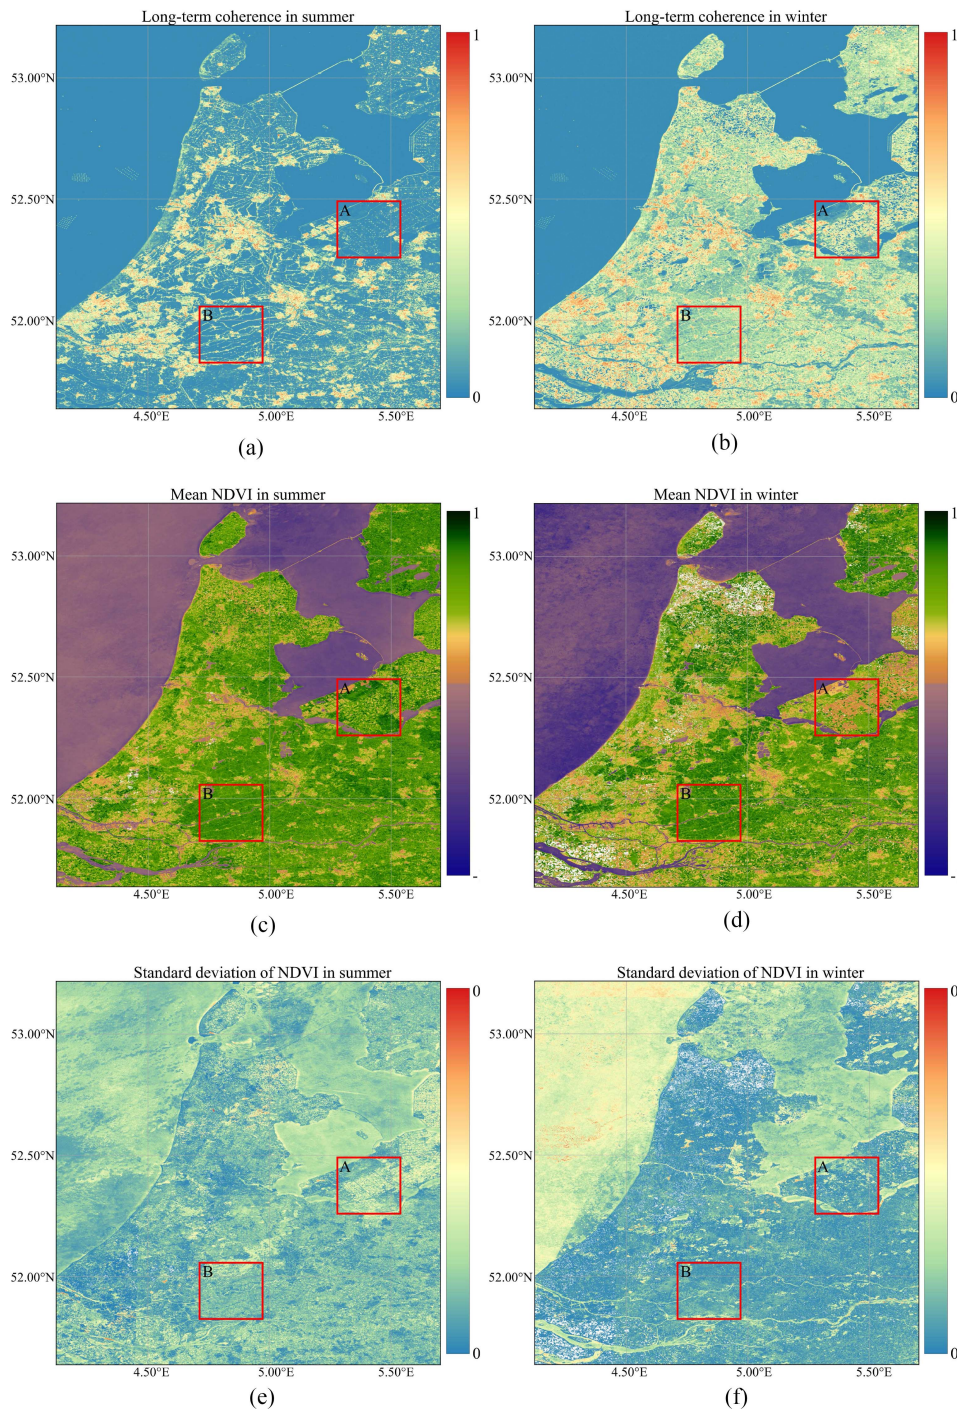 Long-term coherence in summer
Long-term coherence in winter
1
1
53.00°N
53.00°N
A
A
52.50°N
52.50°N
B
B
52.00°N
52.00°N
0
0
4.50°E
5.00°E
5.50°E
4.50°E
5.00°E
5.50°E
(a)
(b)
Mean NDVI in summer
Mean NDVI in winter
1
1
53.00°N
53.00°N
A
A
52.50°N
52.50°N
B
B
52.00°N
52.00°N
-
-
4.50°E
5.00°E
5.50°E
4.50°E
5.00°E
5.50°E
(c)
(d)
Standard deviation of NDVI in summer
Standard deviation of NDVI in winter
0
0
53.00°N
53.00°N
A
A
52.50°N
52.50°N
B
B
52.00°N
52.00°N
0
0
4.50°E
5.00°E
5.50°E
4.50°E
5.00°E
5.50°E
(e)
(f)